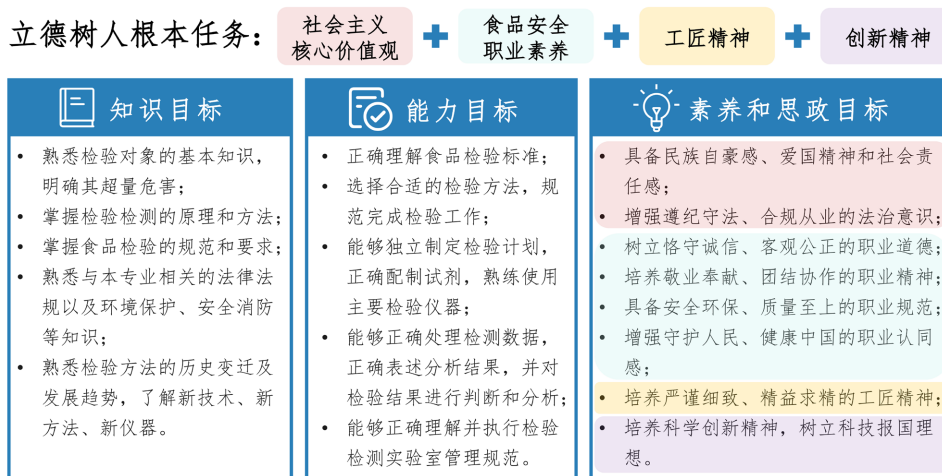 立德树人根本任务：
社会主义
核心价值观
+
食品安全
职业素养
+
工匠精神
+
创新精神
知识目标
• 熟悉检验对象的基本知识，
明确其超量危害；
• 掌握检验检测的原理和方法；
• 掌握食品检验的规范和要求；
• 熟悉与本专业相关的法律法
规以及环境保护、安全消防
等知识；
• 熟悉检验方法的历史变迁及
发展趋势，了解新技术、新
方法、新仪器。
能力目标
• 正确理解食品检验标准；
• 选择合适的检验方法，规
范完成检验工作；
• 能够独立制定检验计划，
正确配制试剂，熟练使用
主要检验仪器；
• 能够正确处理检测数据，
正确表述分析结果，并对
检验结果进行判断和分析；
• 能够正确理解并执行检验
检测实验室管理规范。
素养和思政目标
• 具备民族自豪感、爱国精神和社会责
任感；
• 增强遵纪守法、合规从业的法治意识；
• 树立恪守诚信、客观公正的职业道德；
• 培养敬业奉献、团结协作的职业精神；
• 具备安全环保、质量至上的职业规范；
• 增强守护人民、健康中国的职业认同
感；
• 培养严谨细致、精益求精的工匠精神；
• 培养科学创新精神，树立科技报国理
想。